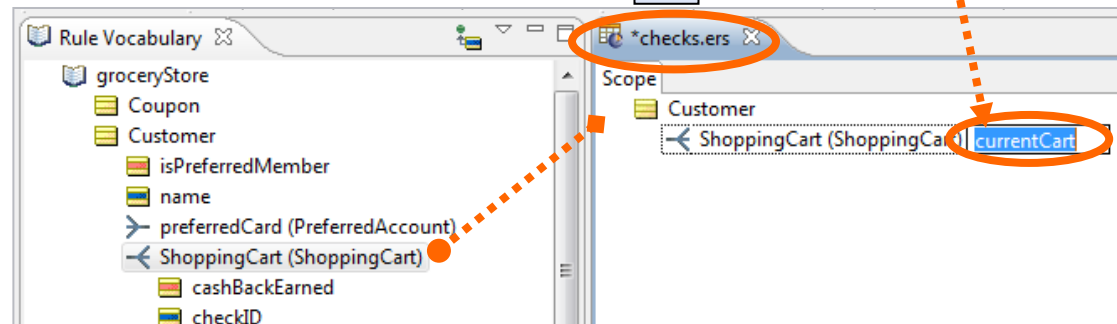 Rule Vocabulary
groceryStore
Coupon
Customer
isPreferredMember
name
preferredCard (PreferredAccount)
ShoppingCart (ShoppingCart)
cashBackEarned
checkID
*checks.ers
Scope
Customer
ShoppingCart (ShoppingCart) currentCart